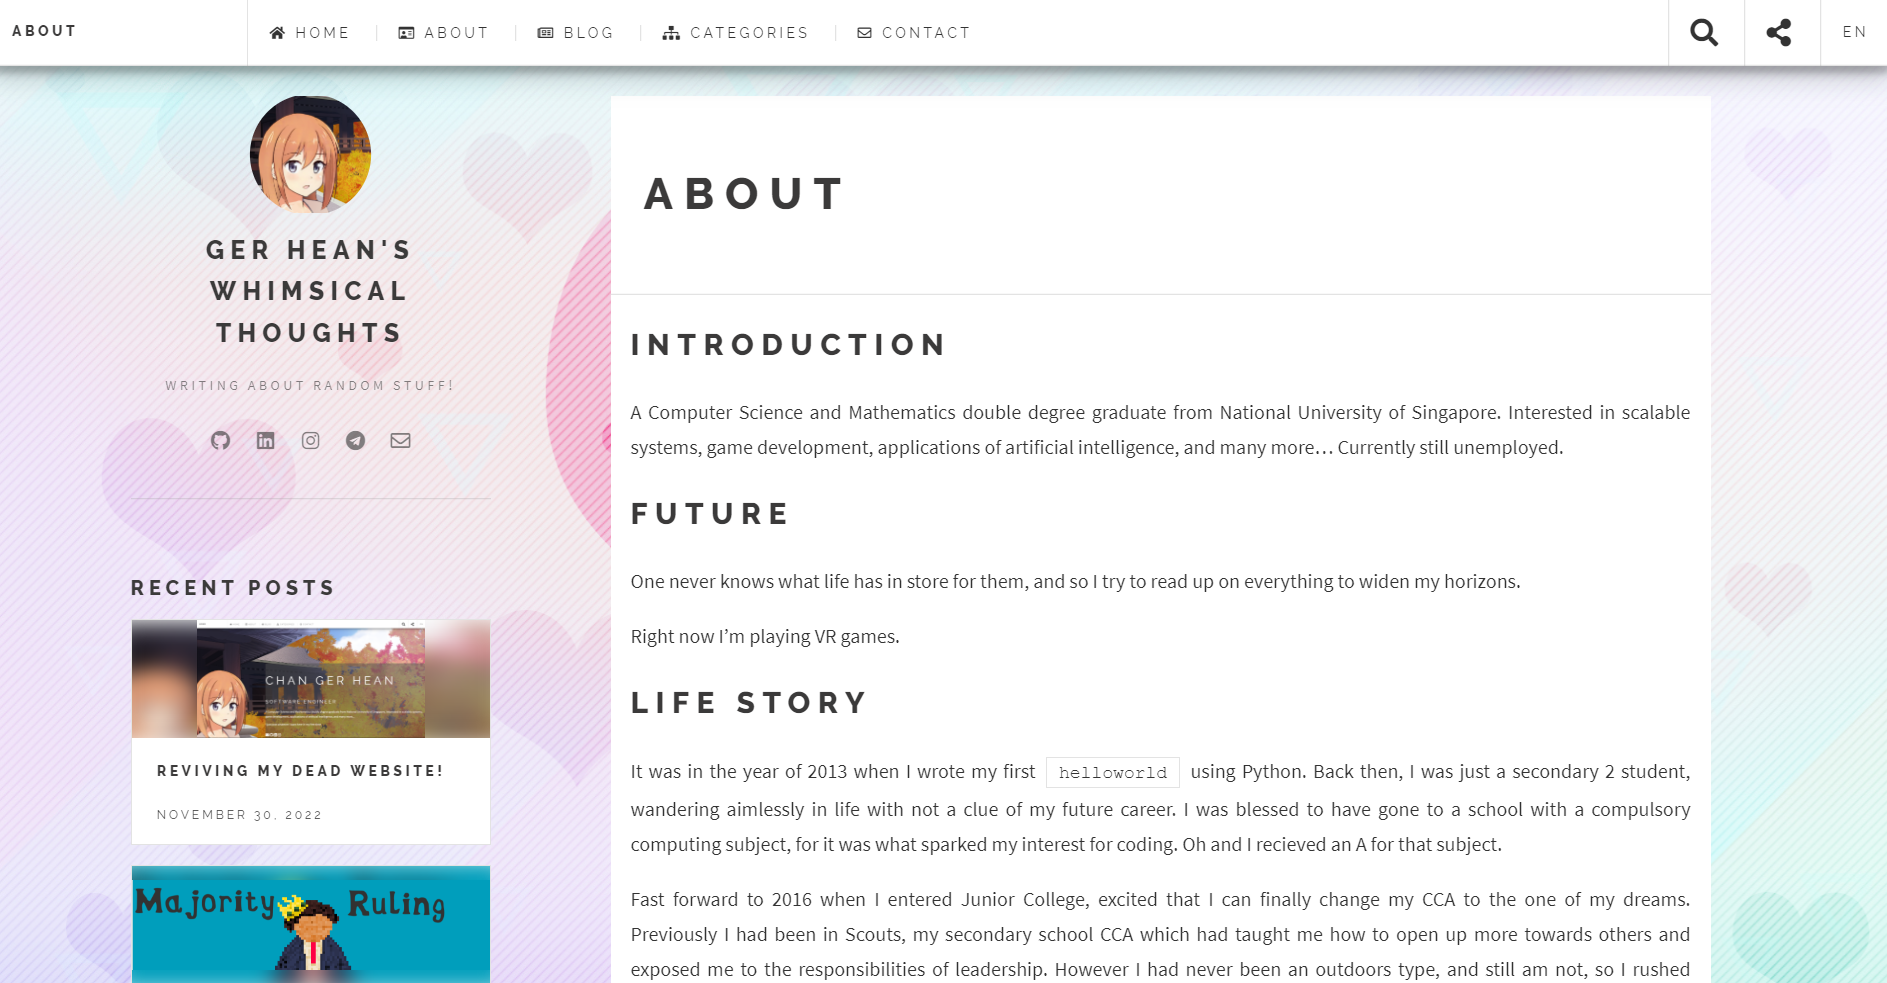 ABOUT
HOME
ABOUT
BLOG
CATEGORIES
CONTACT
EN
GER HEAN'S
WHIMSICAL
THOUGHTS
WRITING ABOUT RANDOM STUFF!
RECENT POSTS
CHAN GER HEAN
SOFTWARE ENGINEER
REVIVING MY DEAD WEBSITE!
NOVEMBER 30, 2022
Majority Ruling
ABOUT
INTRODUCTION
A Computer Science and Mathematics double degree graduate from National University of Singapore. Interested in scalable
systems, game development, applications of artificial intelligence, and many more… Currently still unemployed.
FUTURE
One never knows what life has in store for them, and so I try to read up on everything to widen my horizons.
Right now I’m playing VR games.
LIFE STORY
It was in the year of 2013 when I wrote my first helloworld using Python. Back then, I was just a secondary 2 student,
wandering aimlessly in life with not a clue of my future career. I was blessed to have gone to a school with a compulsory
computing subject, for it was what sparked my interest for coding. Oh and I recieved an A for that subject.
Fast forward to 2016 when I entered Junior College, excited that I can finally change my CCA to the one of my dreams.
Previously I had been in Scouts, my secondary school CCA which had taught me how to open up more towards others and
exposed me to the responsibilities of leadership. However I had never been an outdoors type, and still am not, so I rushed